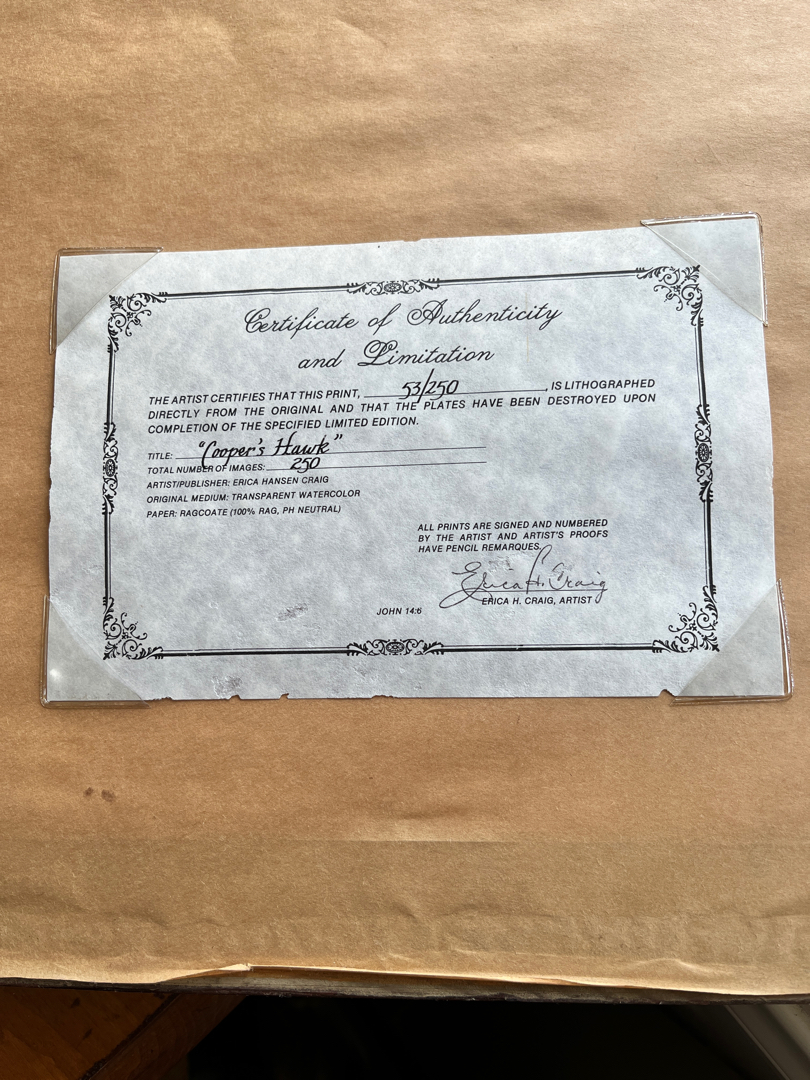 Certificate of Authenticity
and Limitation
THE ARTIST CERTIFIES THAT THIS PRINT, 53/250, IS LITHOGRAPHED
DIRECTLY FROM THE ORIGINAL AND THAT THE PLATES HAVE BEEN DESTROYED UPON
COMPLETION OF THE SPECIFIED LIMITED EDITION.
TITLE: "Cooper's Hawk"
TOTAL NUMBER OF IMAGES: 250
ARTIST/PUBLISHER: ERICA HANSEN CRAIG
ORIGINAL MEDIUM: TRANSPARENT WATERCOLOR
PAPER: RAGCOATE (100% RAG, PH NEUTRAL)
ALL PRINTS ARE SIGNED AND NUMBERED
BY THE ARTIST AND ARTIST'S PROOFS
HAVE PENCIL REMARQUES.
Erica H. Craig
ERICA H. CRAIG, ARTIST
JOHN 14:6